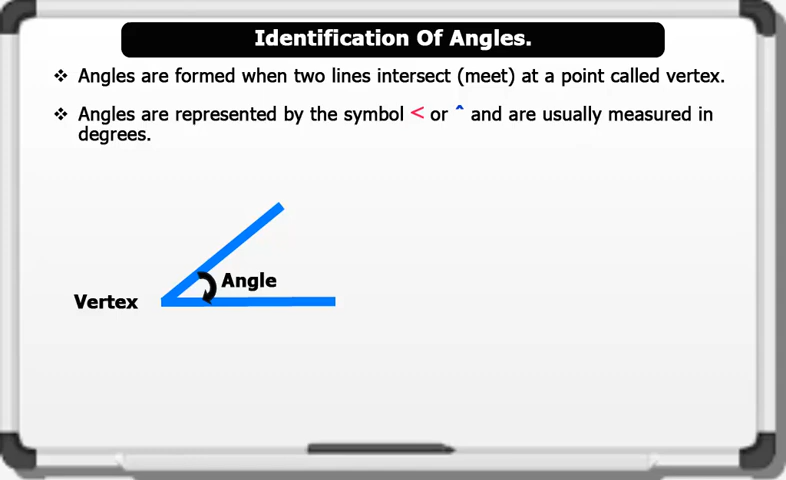 Identification Of Angles.
❖ Angles are formed when two lines intersect (meet) at a point called vertex.
❖ Angles are represented by the symbol < or ˆ and are usually measured in
degrees.
Angle
Vertex